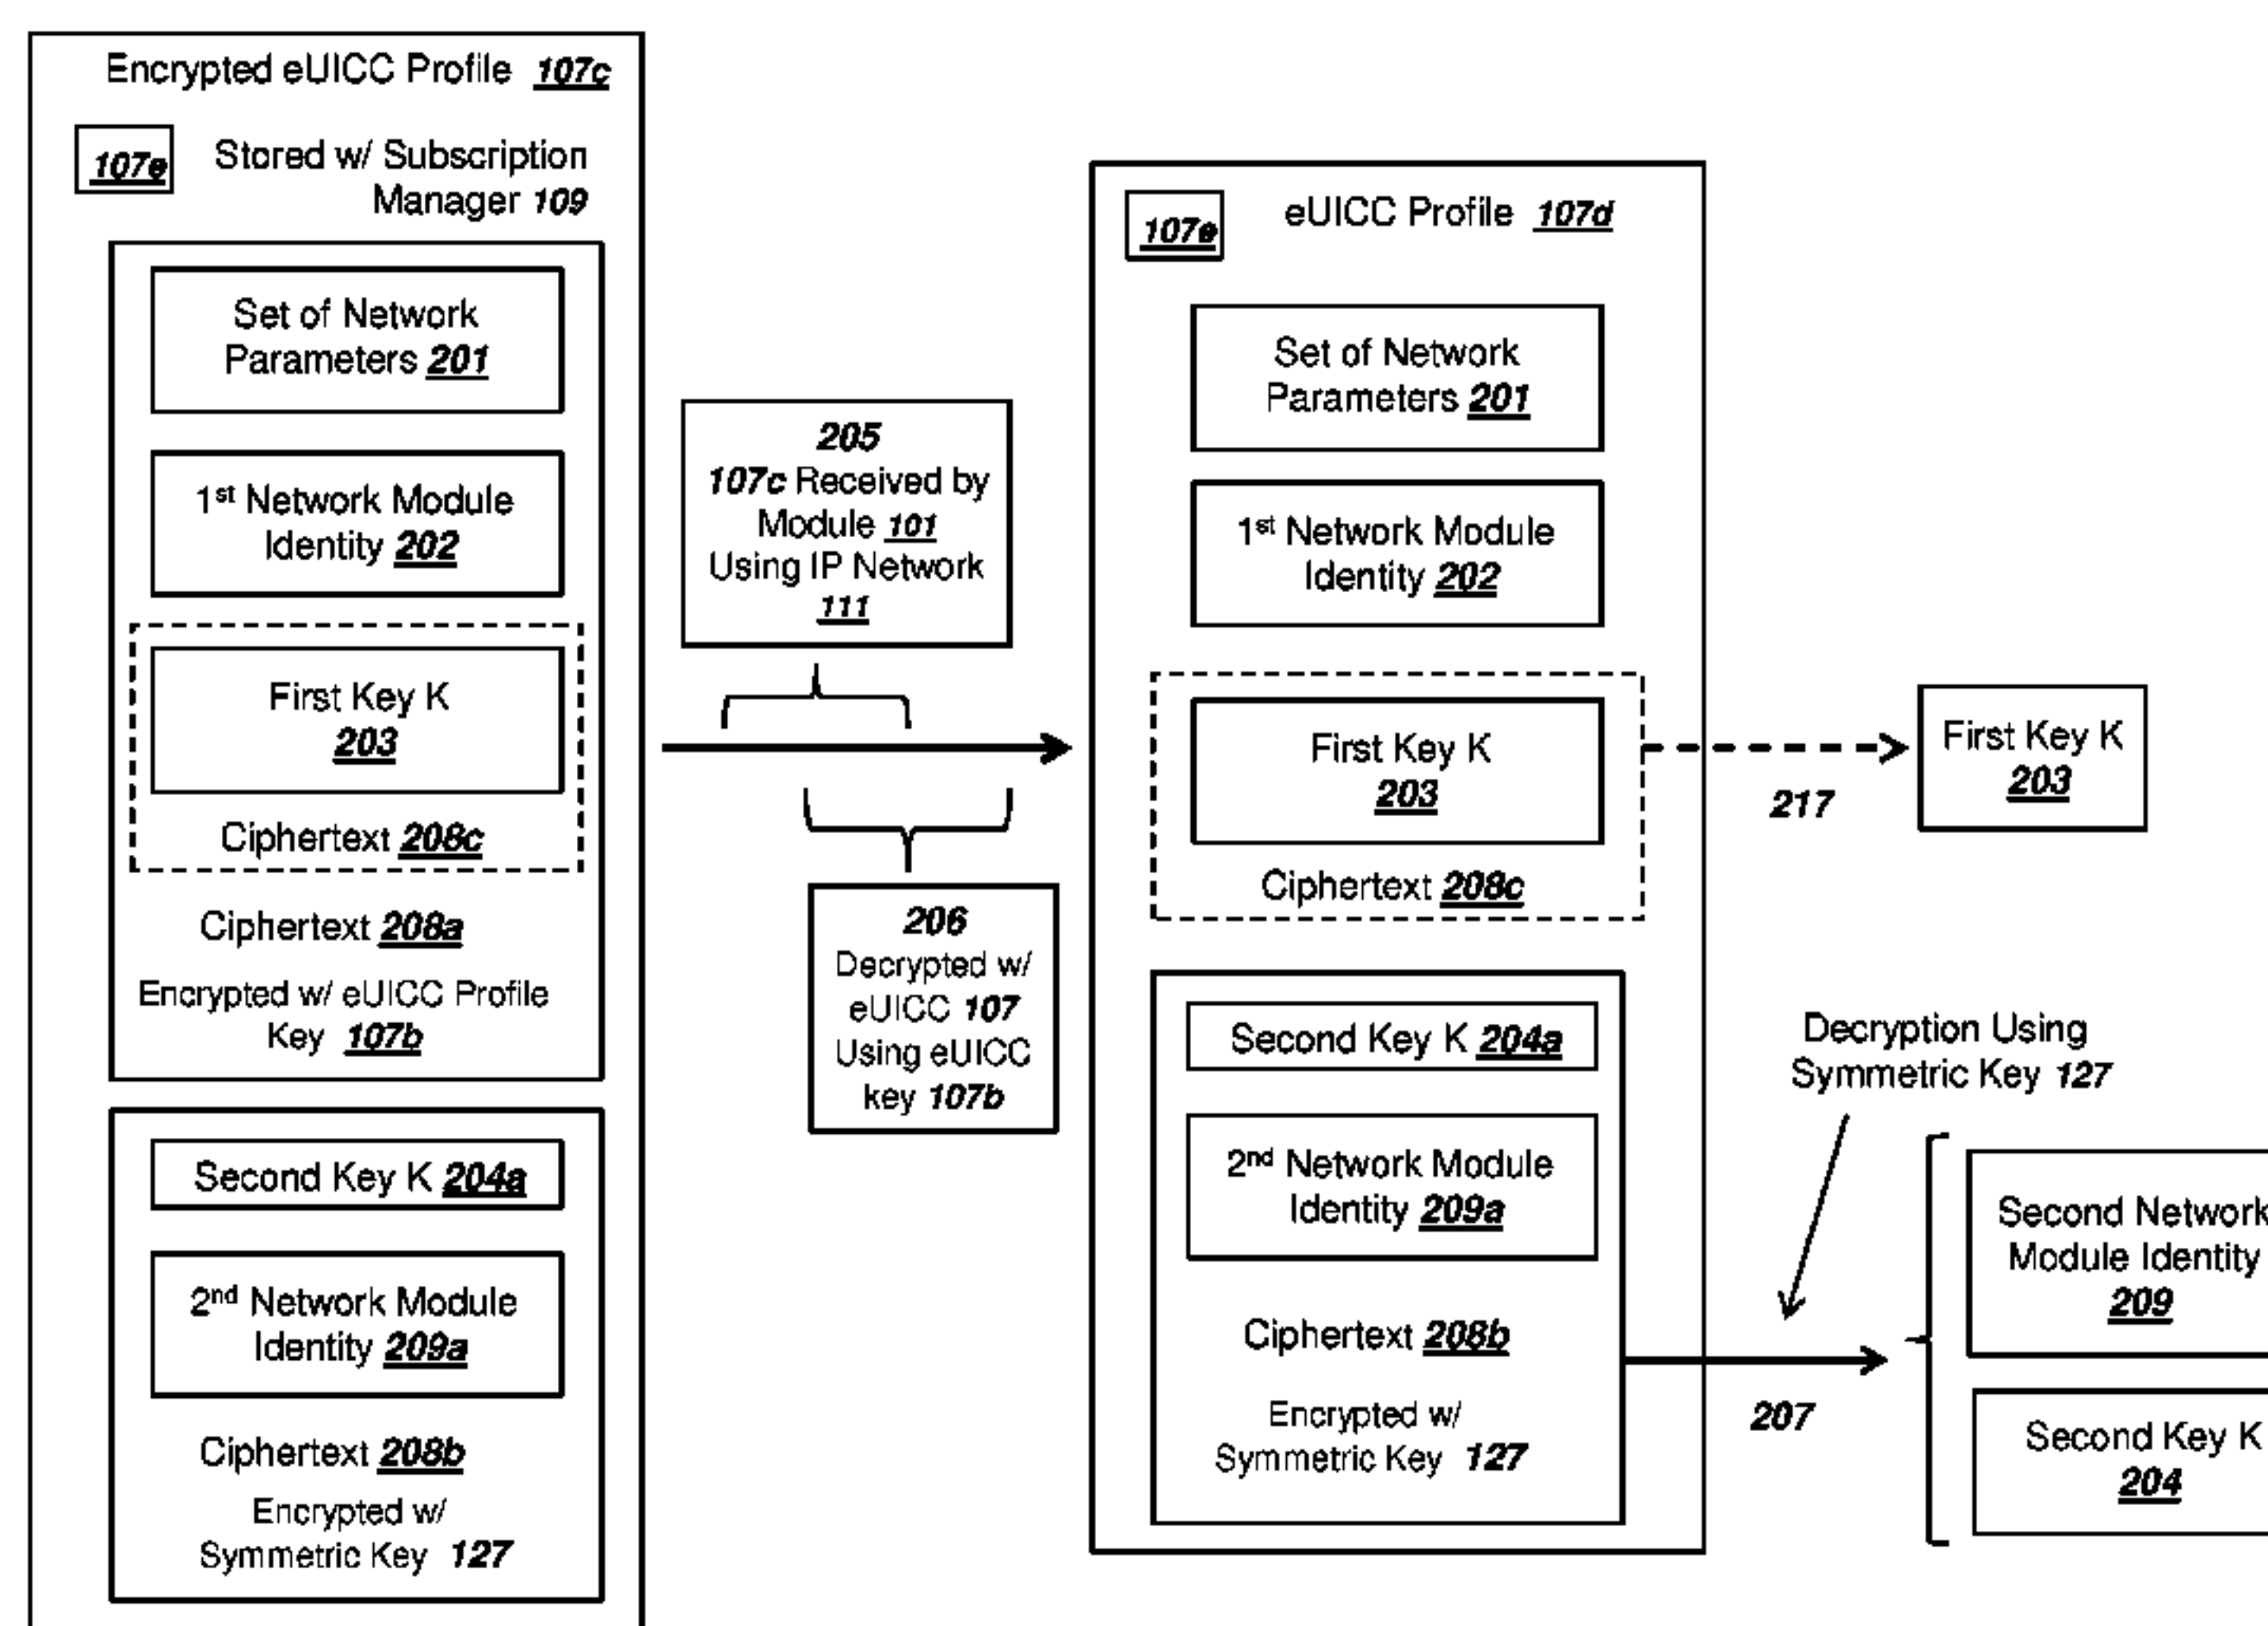 Encrypted eUICC Profile 107c
107e
Stored w/ Subscription
Manager 109
Set of Network
Parameters 201
1st Network Module
Identity 202
First Key K
203
Ciphertext 208c
Ciphertext 208a
Encrypted w/ eUICC Profile
Key 107b
Second Key K 204a
2nd Network Module
Identity 209a
Ciphertext 208b
Encrypted w/
Symmetric Key 127
205
107c Received by
Module 101
Using IP Network
111
206
Decrypted w/
eUICC 107
Using eUICC
key 107b
107e
eUICC Profile 107d
Set of Network
Parameters 201
1st Network Module
Identity 202
First Key K
203
Ciphertext 208c
Second Key K 204a
2nd Network Module
Identity 209a
Ciphertext 208b
Encrypted w/
Symmetric Key 127
217
First Key K
203
Decryption Using
Symmetric Key 127
207
Second Network
Module Identity
209
Second Key K
204